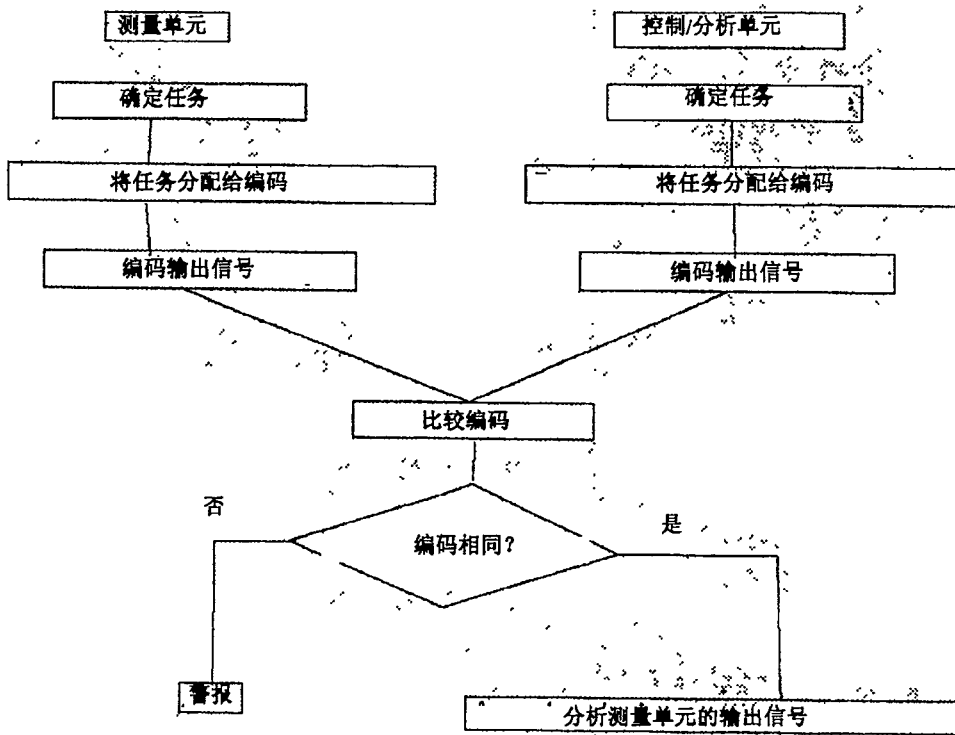 测量单元
控制/分析单元
确定任务
确定任务
将任务分配给编码
将任务分配给编码
编码输出信号
编码输出信号
比较编码
否
是
编码相同?
警报
分析测量单元的输出信号